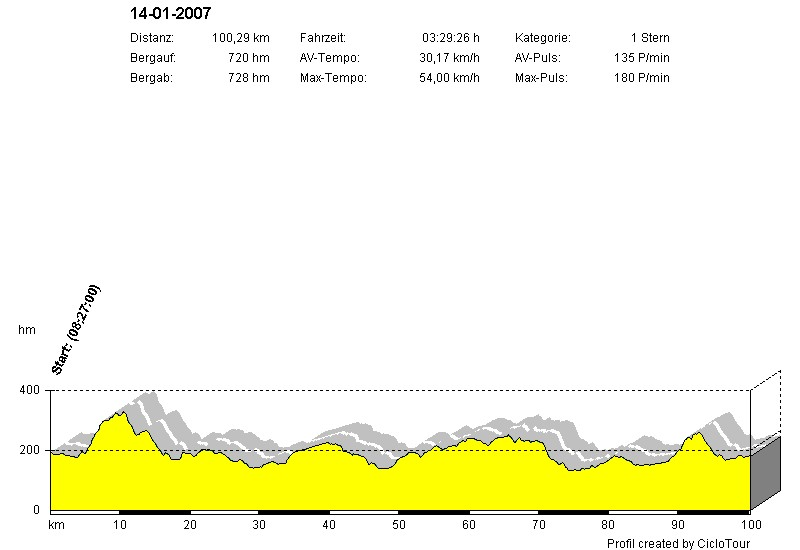 14-01-2007
Distanz: 100,29 km Fahrzeit: 03:29:26 h Kategorie: 1 Stern
Bergauf: 720 hm AV-Tempo: 30,17 km/h AV-Puls: 135 P/min
Bergab: 728 hm Max-Tempo: 54,00 km/h Max-Puls: 180 P/min
Start: (08:27:00)
hm
400
200
0
km 10 20 30 40 50 60 70 80 90 100
Profil created by CicloTour